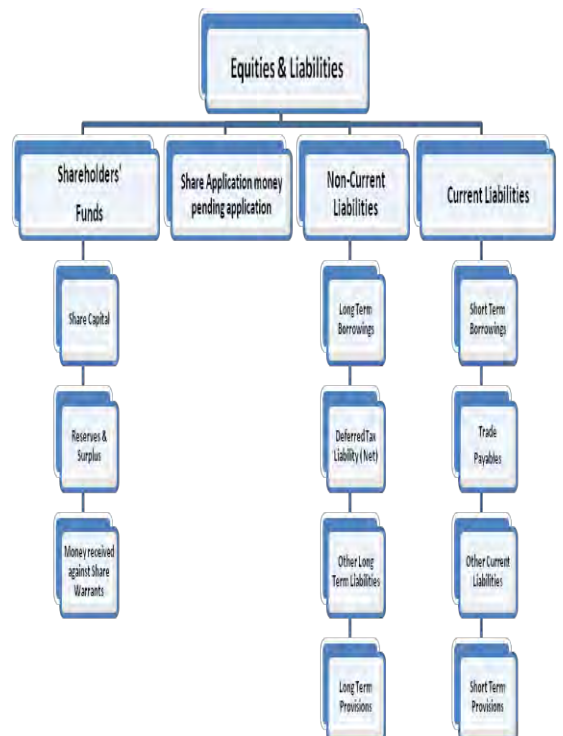 Equities & Liabilities
Shareholders'
Funds
Share Application money
pending application
Non-Current
Liabilities
Current Liabilities
Share Capital
Reserves &
Surplus
Money received
against Share
Warrants
Long Term
Borrowings
Deferred Tax
Liability (Net)
Other Long
Term Liabilities
Long Term
Provisions
Short Term
Borrowings
Trade
Payables
Other Current
Liabilities
Short Term
Provisions